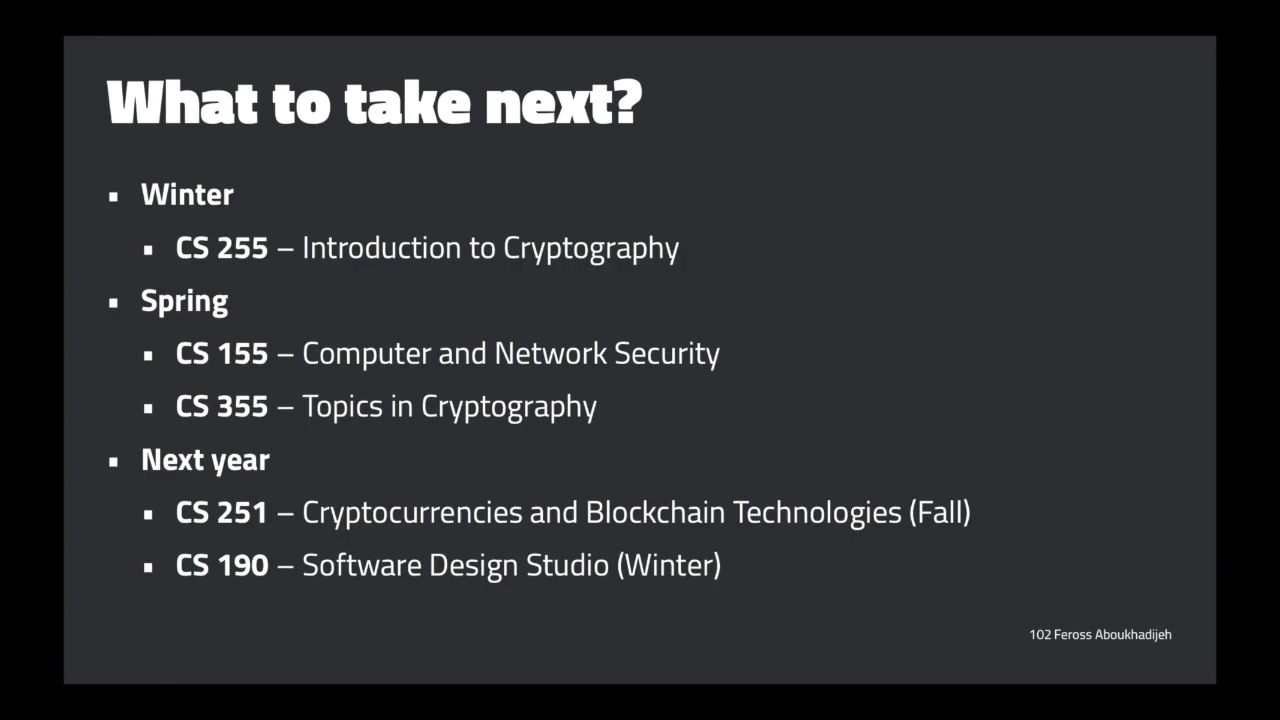 What to take next?
▪ Winter
▪ CS 255 – Introduction to Cryptography
▪ Spring
▪ CS 155 – Computer and Network Security
▪ CS 355 – Topics in Cryptography
▪ Next year
▪ CS 251 – Cryptocurrencies and Blockchain Technologies (Fall)
▪ CS 190 – Software Design Studio (Winter)
102 Feross Aboukhadijeh